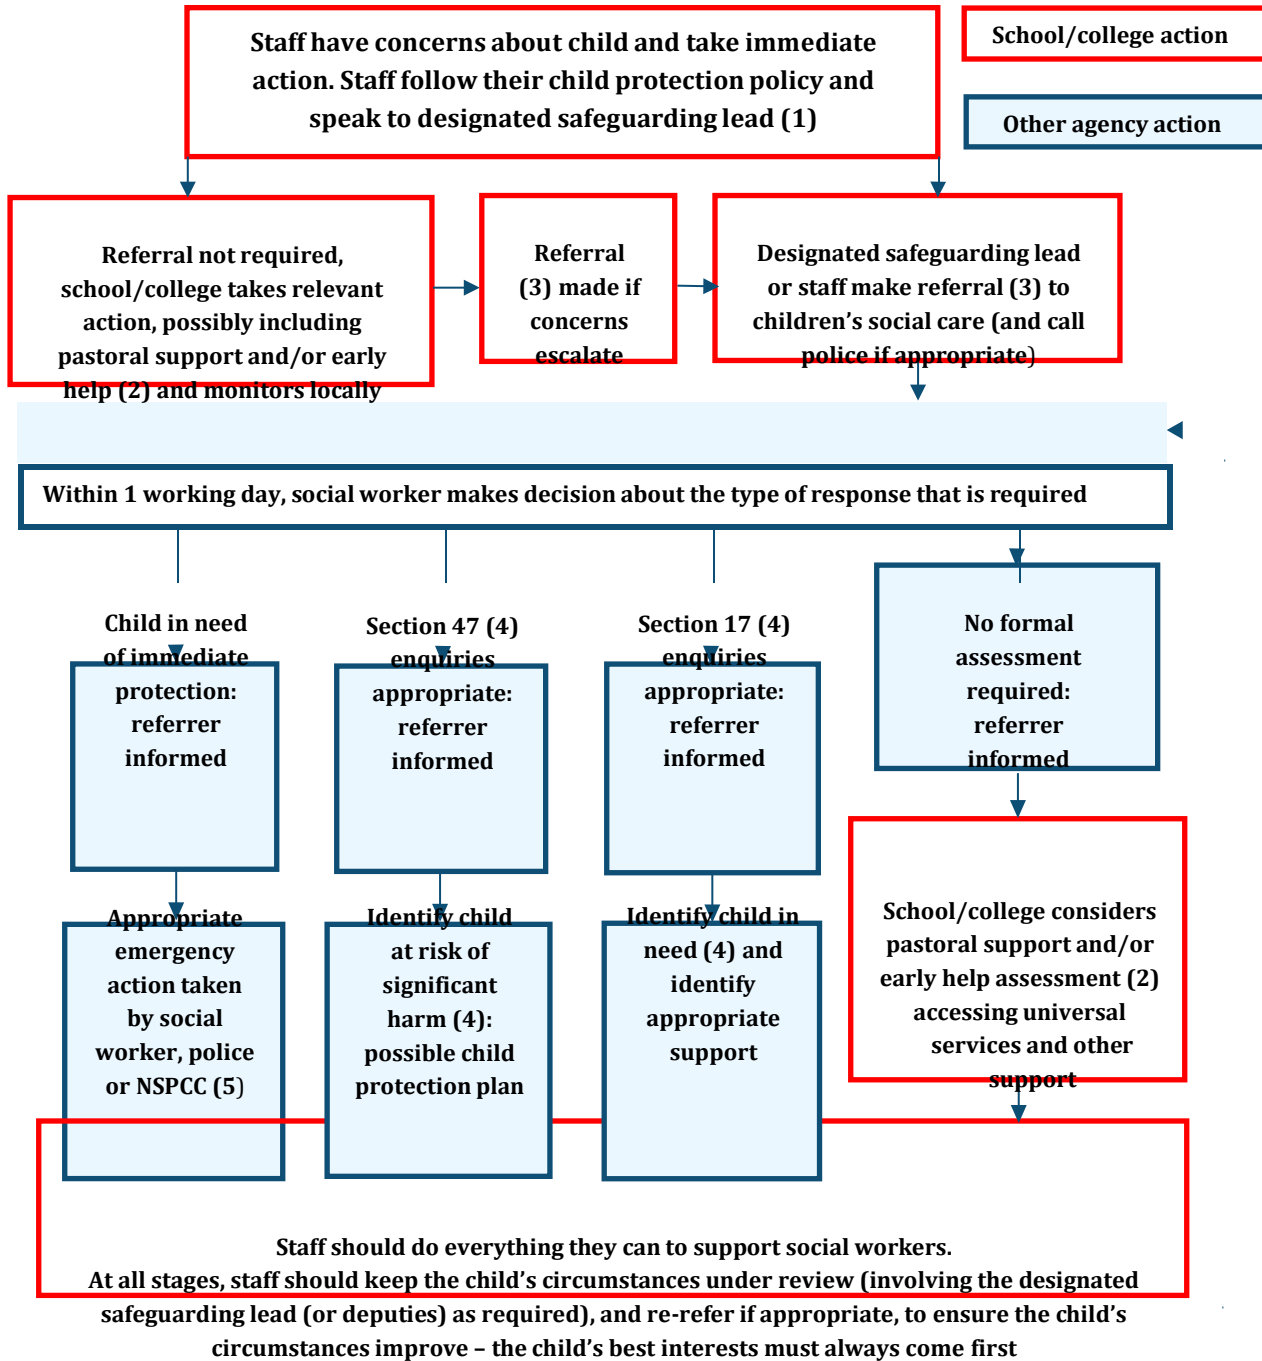 Staff have concerns about child and take immediate
action. Staff follow their child protection policy and
speak to designated safeguarding lead (1)
School/college action
Other agency action
Referral not required,
school/college takes relevant
action, possibly including
pastoral support and/or early
help (2) and monitors locally
Referral
(3) made if
concerns
escalate
Designated safeguarding lead
or staff make referral (3) to
children’s social care (and call
police if appropriate)
Within 1 working day, social worker makes decision about the type of response that is required
Child in need
of immediate
protection:
referrer
informed
Section 47 (4)
enquiries
appropriate:
referrer
informed
Section 17 (4)
enquiries
appropriate:
referrer
informed
No formal
assessment
required:
referrer
informed
Appropriate
emergency
action taken
by social
worker, police
or NSPCC (5)
Identify child
at risk of
significant
harm (4):
possible child
protection plan
Identify child in
need (4) and
identify
appropriate
support
School/college considers
pastoral support and/or
early help assessment (2)
accessing universal
services and other
support
Staff should do everything they can to support social workers.
At all stages, staff should keep the child’s circumstances under review (involving the designated
safeguarding lead (or deputies) as required), and re-refer if appropriate, to ensure the child’s
circumstances improve – the child’s best interests must always come first